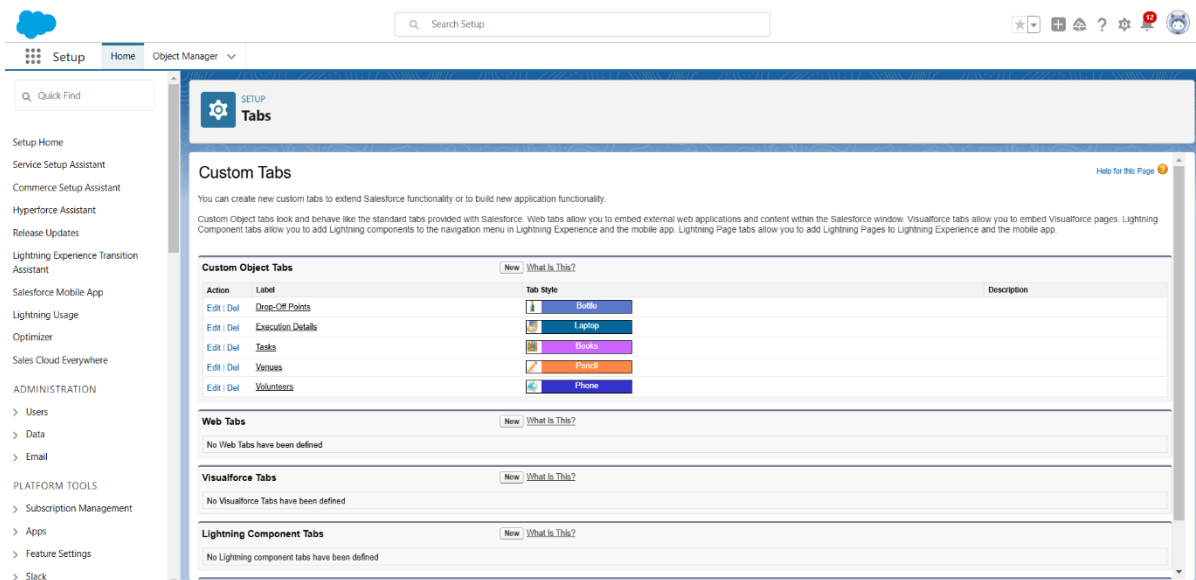 Search Setup
12
Setup
Home
Object Manager
Quick Find
Setup Home
Service Setup Assistant
Commerce Setup Assistant
Hyperforce Assistant
Release Updates
Lightning Experience Transition
Assistant
Salesforce Mobile App
Lightning Usage
Optimizer
Sales Cloud Everywhere
ADMINISTRATION
Users
Data
Email
PLATFORM TOOLS
Subscription Management
Apps
Feature Settings
Slack
SETUP
Tabs
Custom Tabs
Help for this Page
You can create new custom tabs to extend Salesforce functionality or to build new application functionality.
Custom Object tabs look and behave like the standard tabs provided with Salesforce. Web tabs allow you to embed external web applications and content within the Salesforce window. Visualforce tabs allow you to embed Visualforce pages. Lightning
Component tabs allow you to add Lightning components to the navigation menu in Lightning Experience and the mobile app. Lightning Page tabs allow you to add Lightning Pages to Lightning Experience and the mobile app.
Custom Object Tabs New What Is This?
Action Label Tab Style Description
Edit | Del Drop-Off Points Bottle
Edit | Del Execution Details Laptop
Edit | Del Tasks Books
Edit | Del Venues Pencil
Edit | Del Volunteers Phone
Web Tabs New What Is This?
No Web Tabs have been defined
Visualforce Tabs New What Is This?
No Visualforce Tabs have been defined
Lightning Component Tabs New What Is This?
No Lightning component tabs have been defined